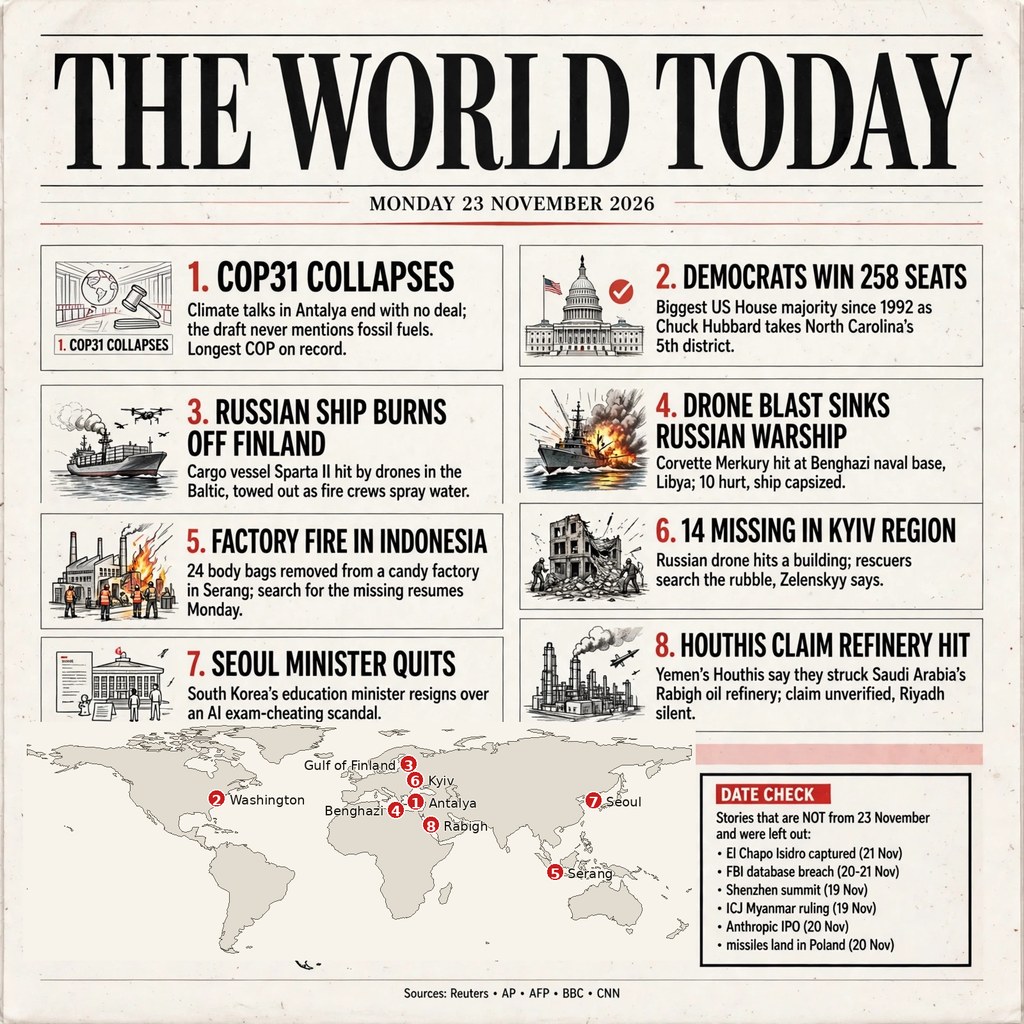 THE WORLD TODAY
MONDAY 23 NOVEMBER 2026
1. COP31 COLLAPSES
1. COP31 COLLAPSES
Climate talks in Antalya end with no deal;
the draft never mentions fossil fuels.
Longest COP on record.
2. DEMOCRATS WIN 258 SEATS
Biggest US House majority since 1992 as
Chuck Hubbard takes North Carolina's
5th district.
3. RUSSIAN SHIP BURNS
OFF FINLAND
Cargo vessel Sparta II hit by drones in the
Baltic, towed out as fire crews spray water.
4. DRONE BLAST SINKS
RUSSIAN WARSHIP
Corvette Merkury hit at Benghazi naval base,
Libya; 10 hurt, ship capsized.
5. FACTORY FIRE IN INDONESIA
24 body bags removed from a candy factory
in Serang; search for the missing resumes
Monday.
6. 14 MISSING IN KYIV REGION
Russian drone hits a building; rescuers
search the rubble, Zelenskyy says.
7. SEOUL MINISTER QUITS
South Korea's education minister resigns over
an AI exam-cheating scandal.
8. HOUTHIS CLAIM REFINERY HIT
Yemen's Houthis say they struck Saudi Arabia's
Rabigh oil refinery; claim unverified, Riyadh
silent.
Gulf of Finland 3
6 Kyiv
2 Washington
1 Antalya
Benghazi 4
7 Seoul
8 Rabigh
5 Serang
DATE CHECK
Stories that are NOT from 23 November
and were left out:
• El Chapo Isidro captured (21 Nov)
• FBI database breach (20-21 Nov)
• Shenzhen summit (19 Nov)
• ICJ Myanmar ruling (19 Nov)
• Anthropic IPO (20 Nov)
• missiles land in Poland (20 Nov)
Sources: Reuters • AP • AFP • BBC • CNN